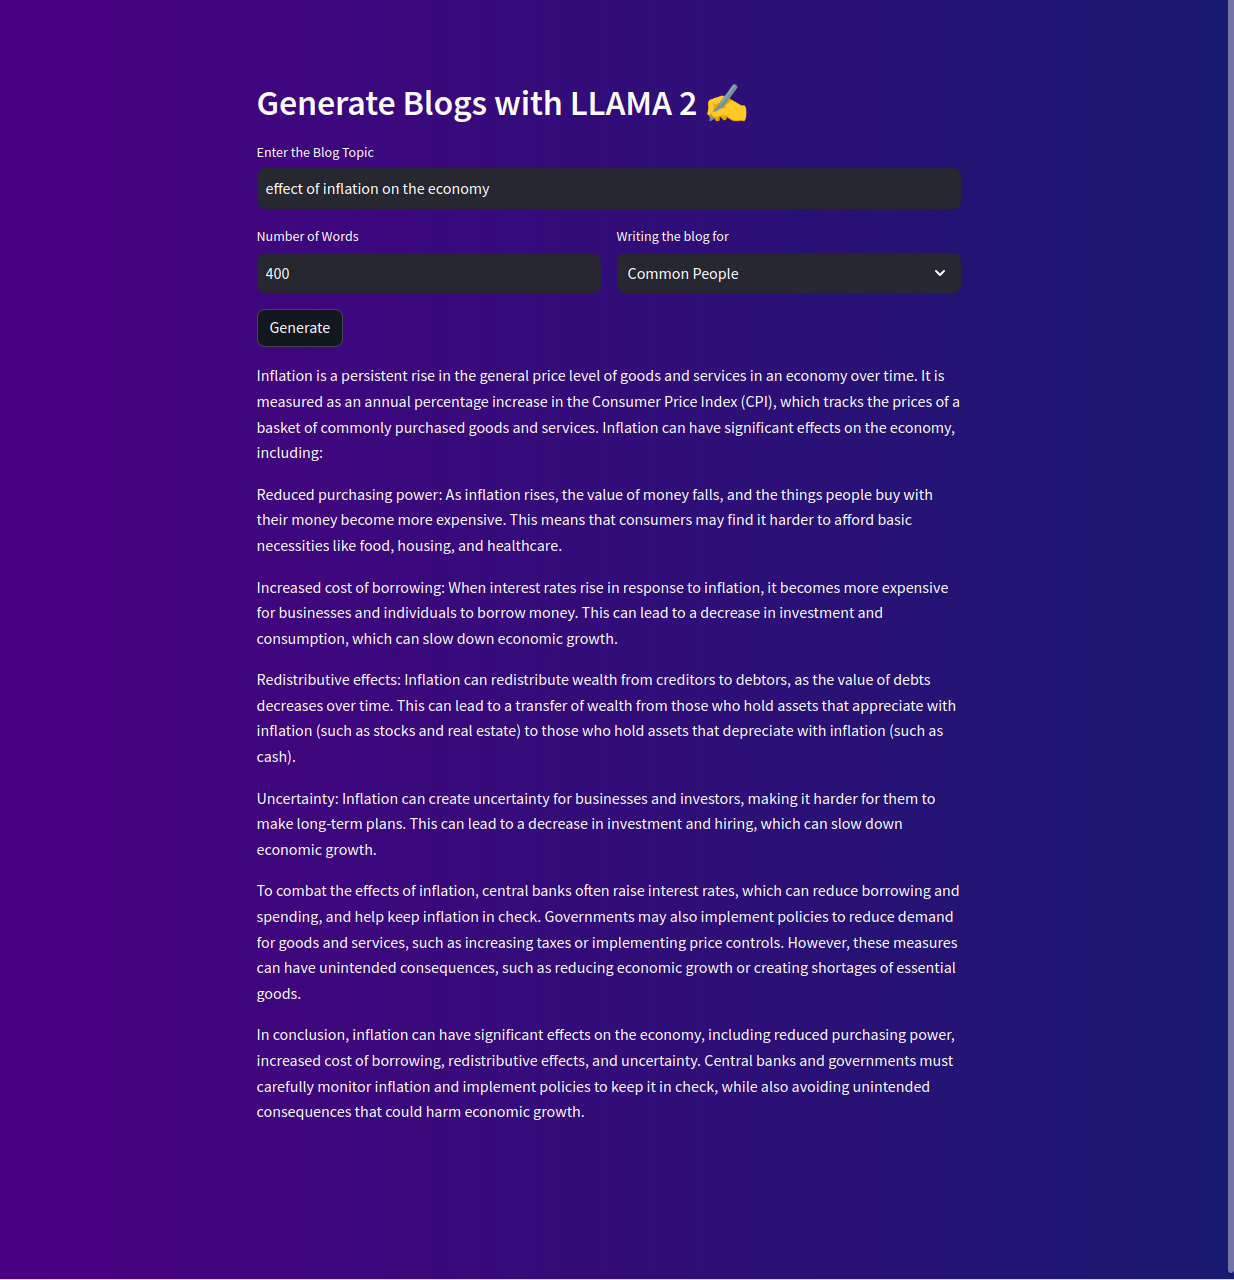 Generate Blogs with LLAMA 2 ✍️
Enter the Blog Topic
effect of inflation on the economy
Number of Words
Writing the blog for
400
Common People
Generate
Inflation is a persistent rise in the general price level of goods and services in an economy over time. It is
measured as an annual percentage increase in the Consumer Price Index (CPI), which tracks the prices of a
basket of commonly purchased goods and services. Inflation can have significant effects on the economy,
including:
Reduced purchasing power: As inflation rises, the value of money falls, and the things people buy with
their money become more expensive. This means that consumers may find it harder to afford basic
necessities like food, housing, and healthcare.
Increased cost of borrowing: When interest rates rise in response to inflation, it becomes more expensive
for businesses and individuals to borrow money. This can lead to a decrease in investment and
consumption, which can slow down economic growth.
Redistributive effects: Inflation can redistribute wealth from creditors to debtors, as the value of debts
decreases over time. This can lead to a transfer of wealth from those who hold assets that appreciate with
inflation (such as stocks and real estate) to those who hold assets that depreciate with inflation (such as
cash).
Uncertainty: Inflation can create uncertainty for businesses and investors, making it harder for them to
make long-term plans. This can lead to a decrease in investment and hiring, which can slow down
economic growth.
To combat the effects of inflation, central banks often raise interest rates, which can reduce borrowing and
spending, and help keep inflation in check. Governments may also implement policies to reduce demand
for goods and services, such as increasing taxes or implementing price controls. However, these measures
can have unintended consequences, such as reducing economic growth or creating shortages of essential
goods.
In conclusion, inflation can have significant effects on the economy, including reduced purchasing power,
increased cost of borrowing, redistributive effects, and uncertainty. Central banks and governments must
carefully monitor inflation and implement policies to keep it in check, while also avoiding unintended
consequences that could harm economic growth.